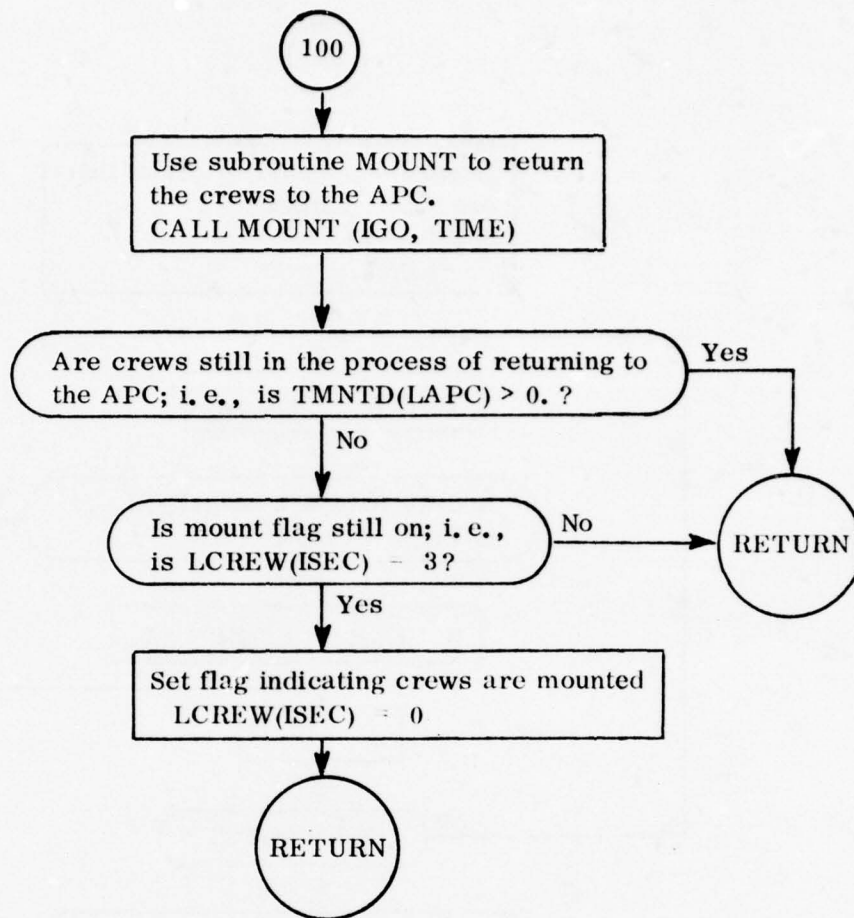 100
Use subroutine MOUNT to return
the crews to the APC.
CALL MOUNT (IGO, TIME)
Are crews still in the process of returning to
the APC; i.e., is TMNTD(LAPC) > 0. ?
Yes
No
Is mount flag still on; i.e.,
is LCREW(ISEC) = 3?
No
RETURN
Yes
Set flag indicating crews are mounted
LCREW(ISEC) = 0
RETURN